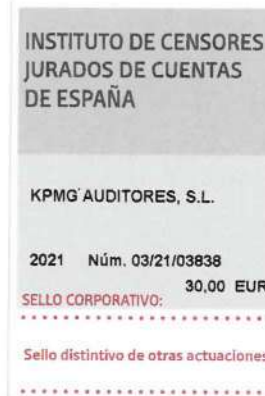 INSTITUTO DE CENSORES
JURADOS DE CUENTAS
DE ESPAÑA
KPMG AUDITORES, S.L.
2021 Núm. 03/21/03838
30,00 EUR
SELLO CORPORATIVO:
Sello distintivo de otras actuaciones